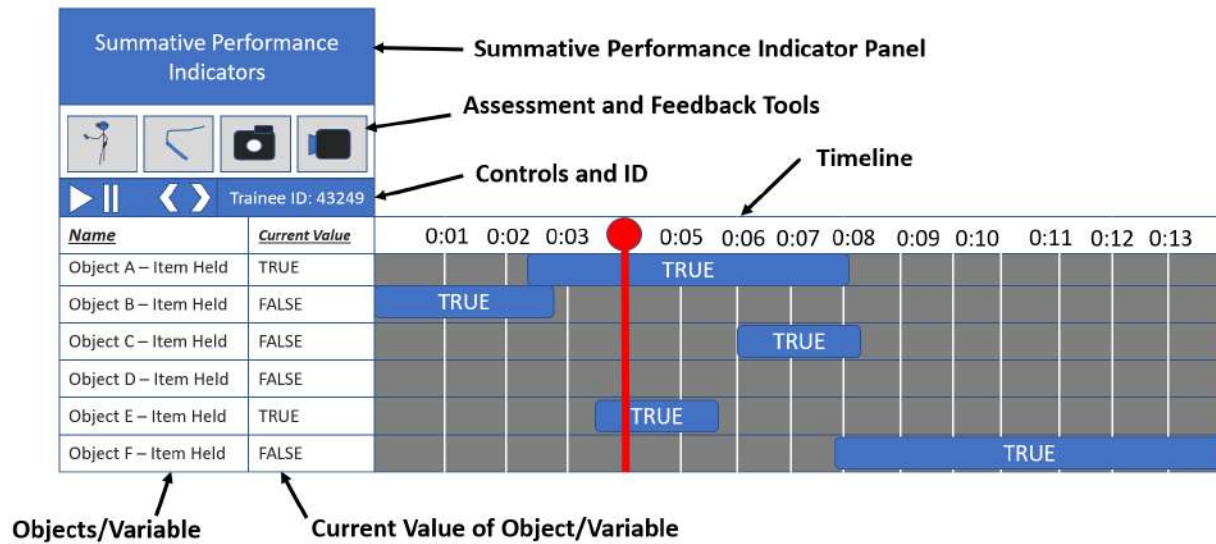 Summative Performance
Indicators
Summative Performance Indicator Panel
Assessment and Feedback Tools
Controls and ID
Timeline
Trainee ID: 43249
Name Current Value 0:01 0:02 0:03 0:05 0:06 0:07 0:08 0:09 0:10 0:11 0:12 0:13
Object A – Item Held TRUE TRUE
Object B – Item Held FALSE TRUE
Object C – Item Held FALSE TRUE
Object D – Item Held FALSE
Object E – Item Held TRUE TRUE
Object F – Item Held FALSE TRUE
Objects/Variable Current Value of Object/Variable